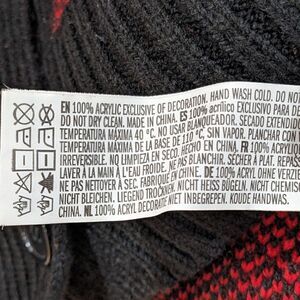 EN 100% ACRYLIC EXCLUSIVE OF DECORATION. HAND WASH COLD. DO NOT
DO NOT DRY CLEAN. MADE IN CHINA. ES 100% acrílico EXCLUSIVO PARA DE
TEMPERATURA MÁXIMA 40 °C. NO USAR BLANQUEADOR. SECADO EXTENDIDO
TEMPERATURA MÁXIMA DE LA BASE DE 110 °C, SIN VAPOR. PLANCHAR CON
IRREVERSIBLE. NO LIMPIEZA EN SECO. HECHO EN CHINA. FR 100% ACRYLIQUE
LAVER À LA MAIN À L'EAU FROIDE. NE PAS BLANCHIR. SÉCHER À PLAT. REPASS
NE PAS NETTOYER À SEC. FABRIQUÉ EN CHINE. DE 100% ACRYL OHNE VERZIE
NICHT BLEICHEN. LIEGEND TROCKNEN. NICHT HEISS BÜGELN. NICHT CHEMISC
CHINA. NL 100% ACRYL DECORATIE NIET INBEGREPEN. KOUDE HANDWAS.